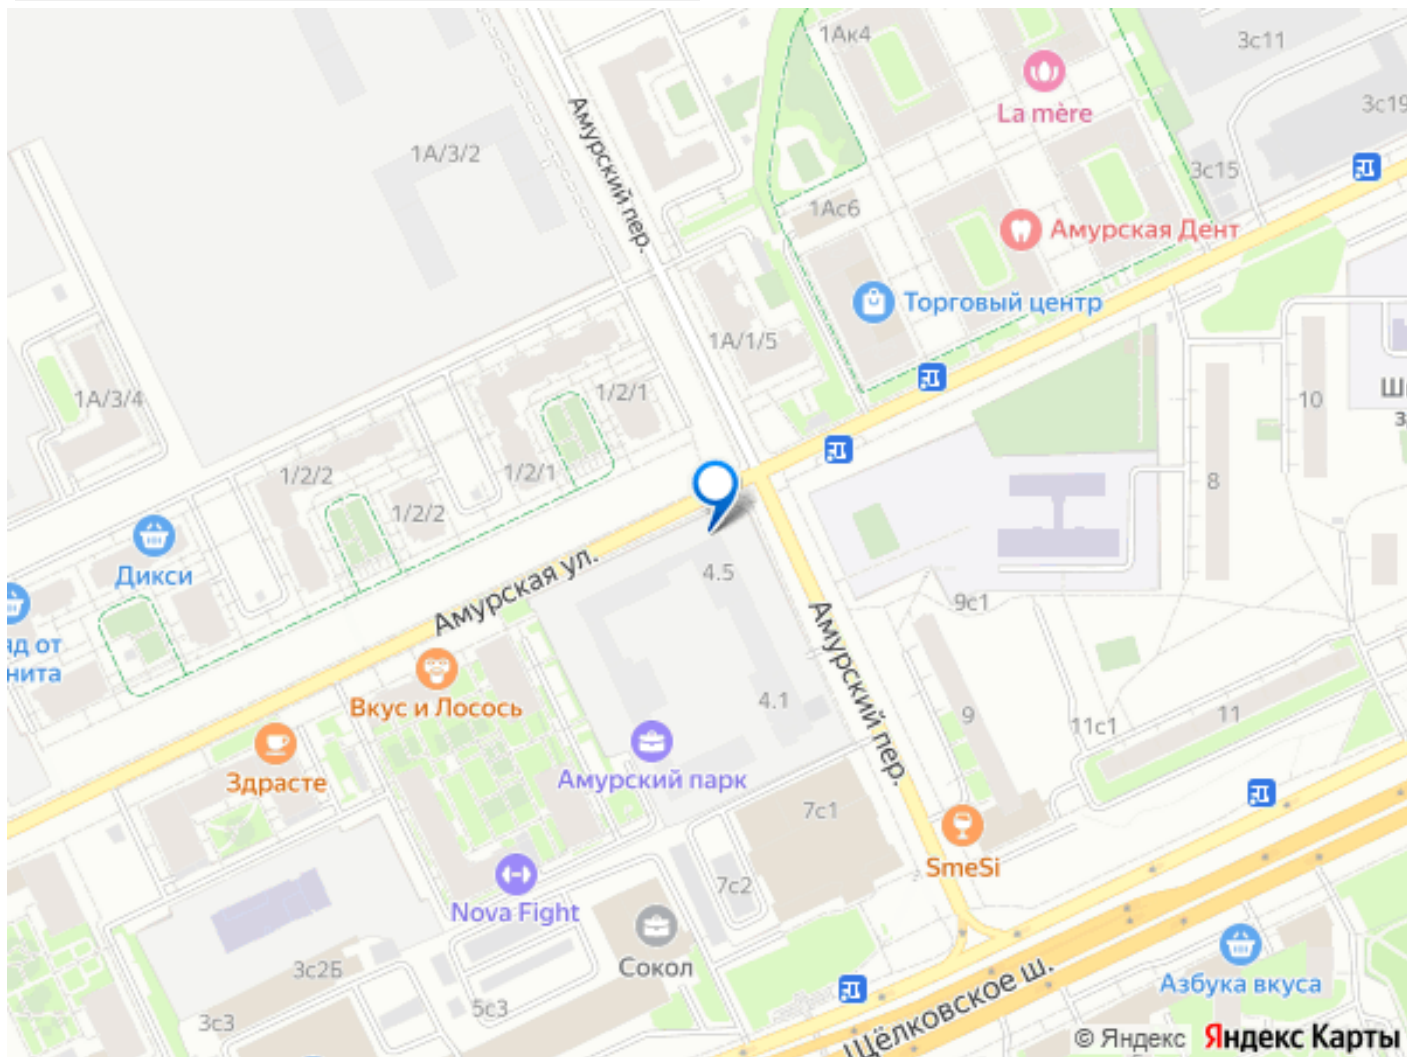 1Ак4
3с11
La mère
3с19
Амурский пер.
1А/3/2
3с15
1Ас6
Амурская Дент
Торговый центр
1А/1/5
1А/3/4
1/2/1
10
1/2/2
1/2/1
8
1/2/2
Дикси
4.5
Амурская ул.
9с1
Амурский пер.
яд от
нита
Вкус и Лосось
4.1
9
11
11с1
Здрасте
Амурский парк
7с1
SmeSi
7с2
Nova Fight
Сокол
3с2Б
Азбука вкуса
5с3
3с3
Щёлковское ш.
© Яндекс Яндекс Карты